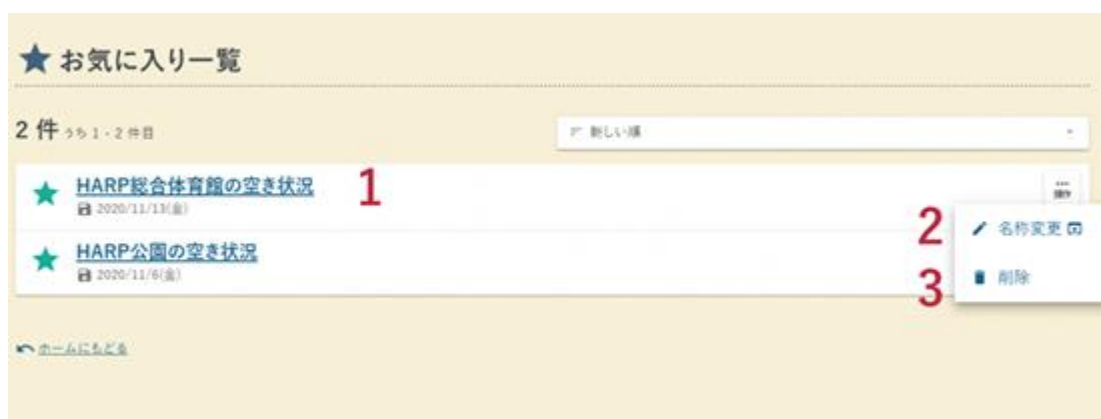 お気に入り一覧
2 件 うち 1 - 2 件目
新しい順
HARP総合体育館の空き状況
1
2020/11/13(金)
操作
2
名称変更
HARP公園の空き状況
2020/11/6(金)
3
削除
ホームにもどる